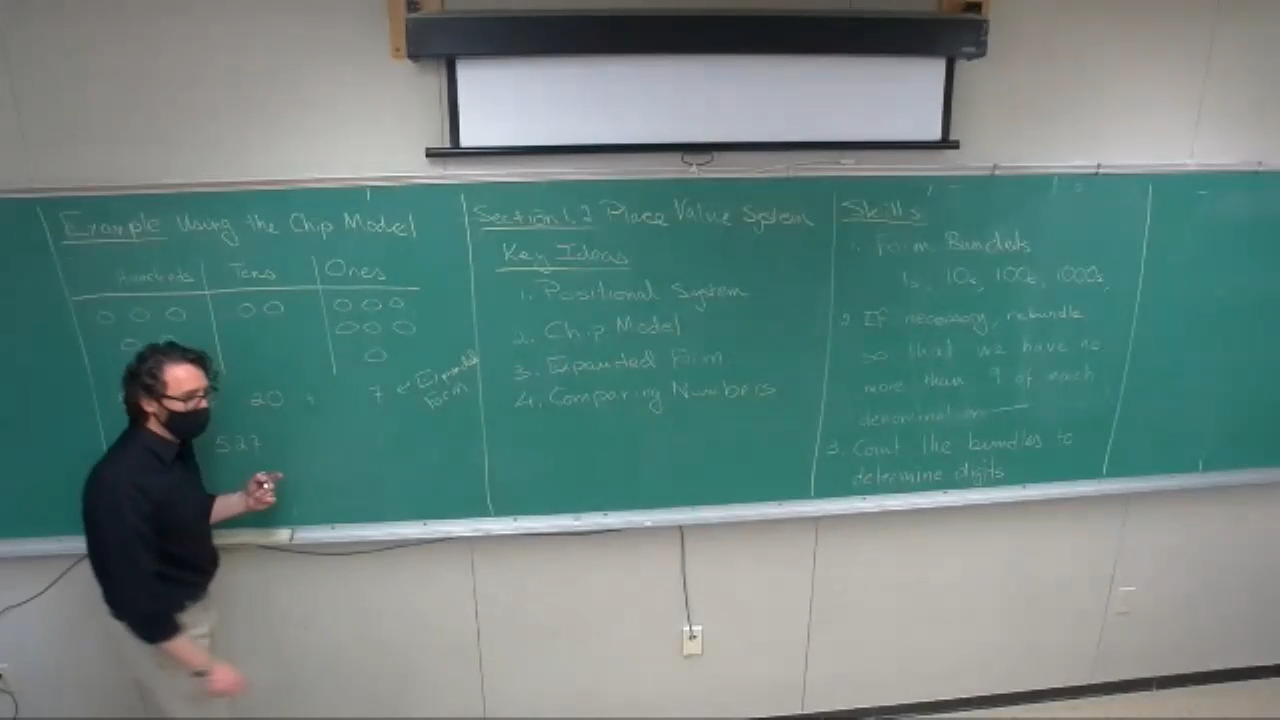 Example Using the Chip Model
Hundreds Tens Ones
20 + 7 ← Expanded Form
527
Section 1.2 Place Value System
Key Ideas
1. Positional System
2. Chip Model
3. Expanded Form
4. Comparing Numbers
Skills
1. Form Bundles
1s, 10s, 100s, 1000s,
2. If necessary, rebundle
so that we have no
more than 9 of each
denomination
3. Count the bundles to
determine digits